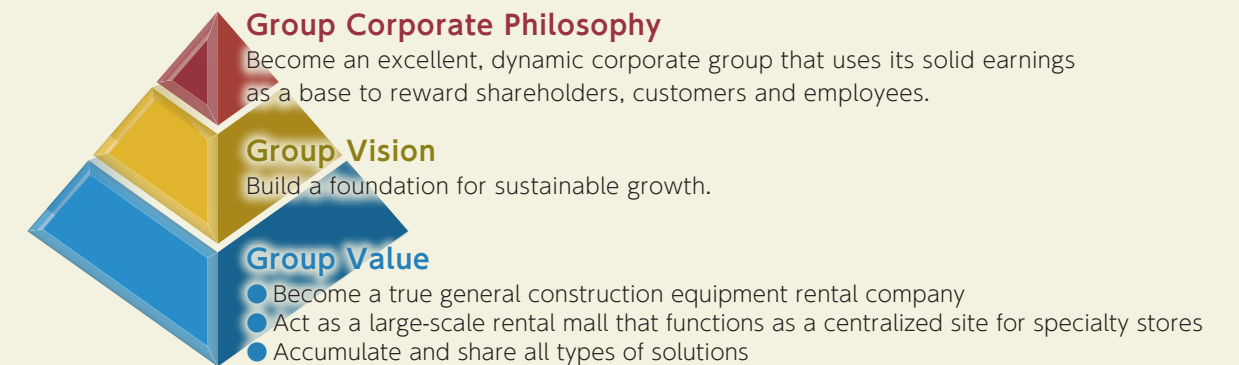 Group Corporate Philosophy
Become an excellent, dynamic corporate group that uses its solid earnings
as a base to reward shareholders, customers and employees.
Group Vision
Build a foundation for sustainable growth.
Group Value
● Become a true general construction equipment rental company
● Act as a large-scale rental mall that functions as a centralized site for specialty stores
● Accumulate and share all types of solutions